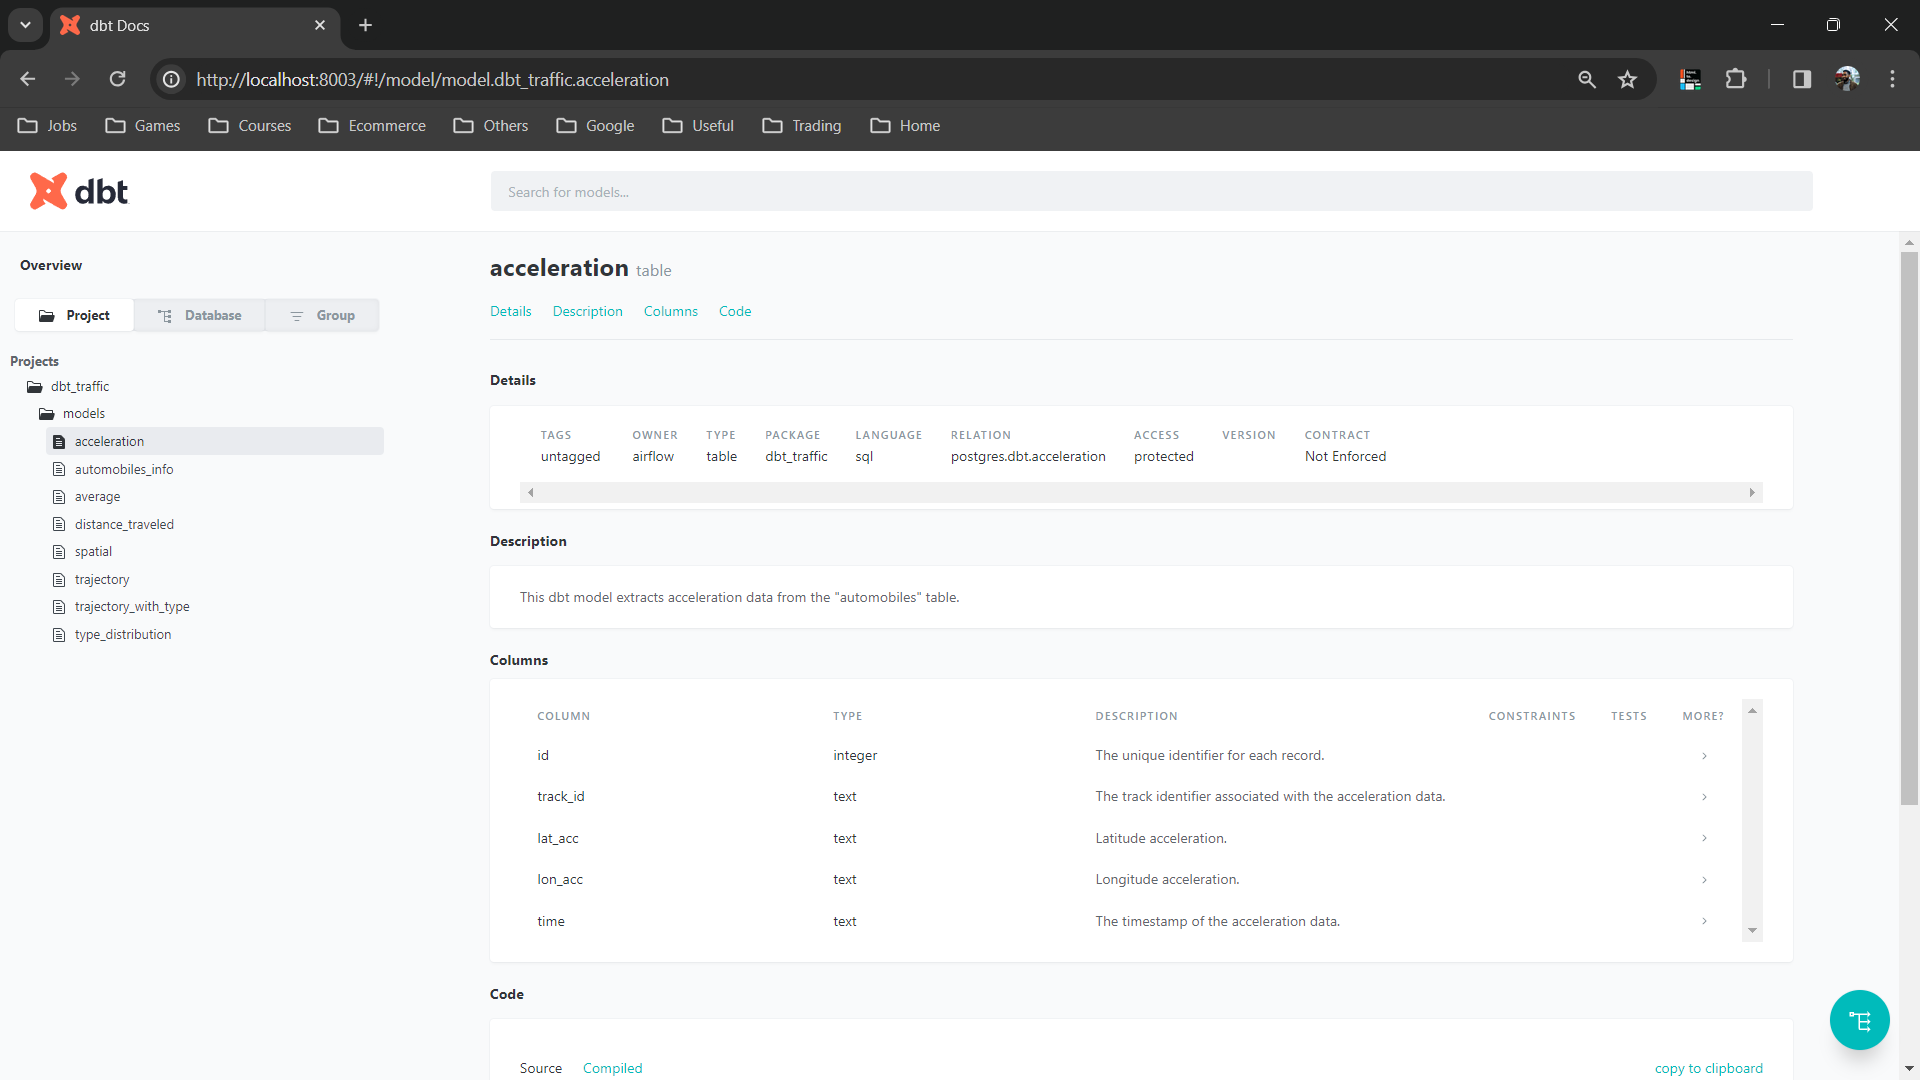 dbt Docs
http://localhost:8003/#!/model/model.dbt_traffic.acceleration
Jobs Games Courses Ecommerce Others Google Useful Trading Home
dbt
Search for models...
Overview
Project Database Group
Projects
dbt_traffic
models
acceleration
automobiles_info
average
distance_traveled
spatial
trajectory
trajectory_with_type
type_distribution
acceleration table
Details Description Columns Code
Details
TAGS OWNER TYPE PACKAGE LANGUAGE RELATION ACCESS VERSION CONTRACT
untagged airflow table dbt_traffic sql postgres.dbt.acceleration protected Not Enforced
Description
This dbt model extracts acceleration data from the "automobiles" table.
Columns
COLUMN TYPE DESCRIPTION CONSTRAINTS TESTS MORE?
id integer The unique identifier for each record.
track_id text The track identifier associated with the acceleration data.
lat_acc text Latitude acceleration.
lon_acc text Longitude acceleration.
time text The timestamp of the acceleration data.
Code
Source Compiled copy to clipboard